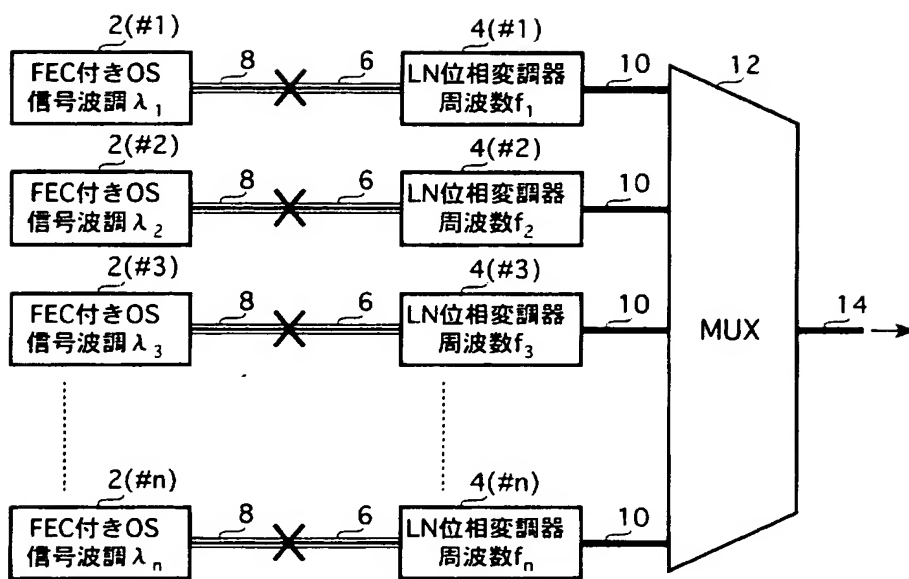 2(#1)
4(#1)
8
6
10
12
FEC付きOS
信号波調λ1
LN位相変調器
周波数f1
2(#2)
4(#2)
8
6
10
FEC付きOS
信号波調λ2
LN位相変調器
周波数f2
2(#3)
4(#3)
8
6
10
FEC付きOS
信号波調λ3
LN位相変調器
周波数f3
MUX
14
2(#n)
4(#n)
8
6
10
FEC付きOS
信号波調λn
LN位相変調器
周波数fn